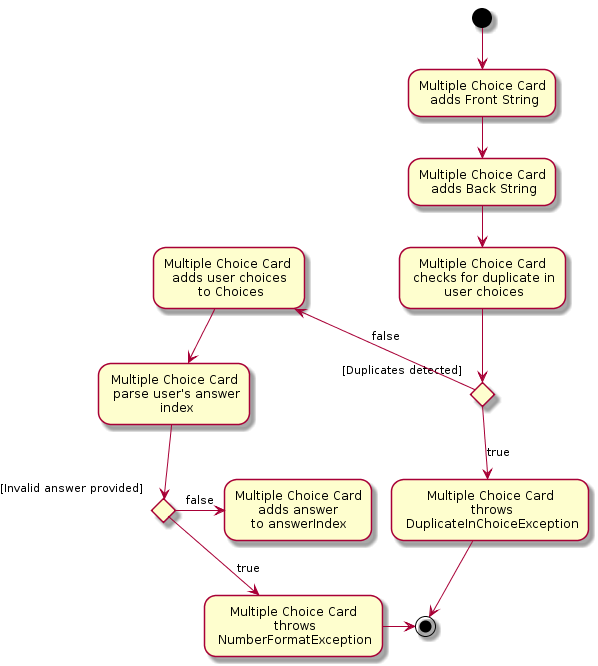 Multiple Choice Card
adds Front String
Multiple Choice Card
adds Back String
Multiple Choice Card
checks for duplicate in
user choices
Multiple Choice Card
adds user choices
to Choices
false
[Duplicates detected]
Multiple Choice Card
parse user's answer
index
true
[Invalid answer provided]
false
Multiple Choice Card
adds answer
to answerIndex
Multiple Choice Card
throws
DuplicateInChoiceException
true
Multiple Choice Card
throws
NumberFormatException